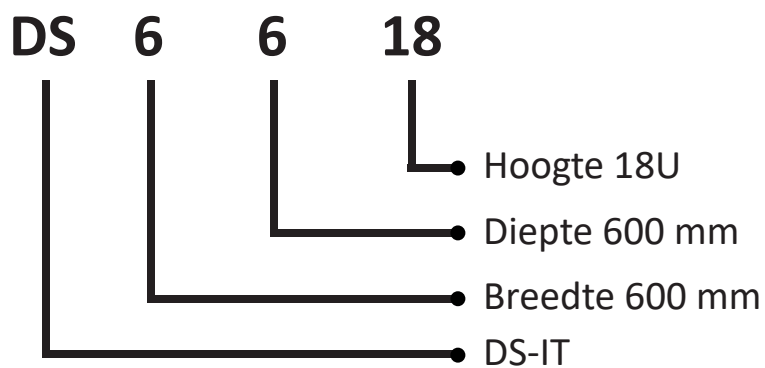 DS 6 6 18
Hoogte 18U
Diepte 600 mm
Breedte 600 mm
DS-IT